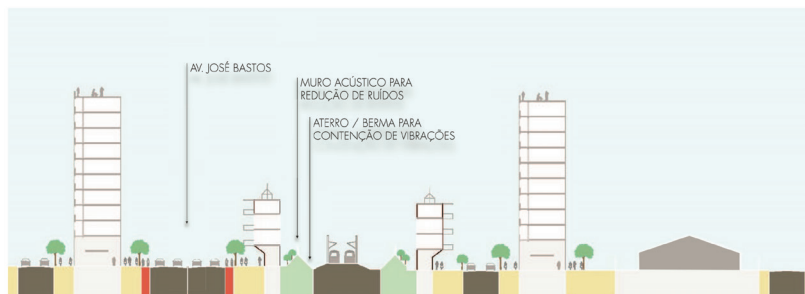 AV. JOSÉ BASTOS
MURO ACÚSTICO PARA
REDUÇÃO DE RUÍDOS
ATERRO / BERMA PARA
CONTENÇÃO DE VIBRAÇÕES